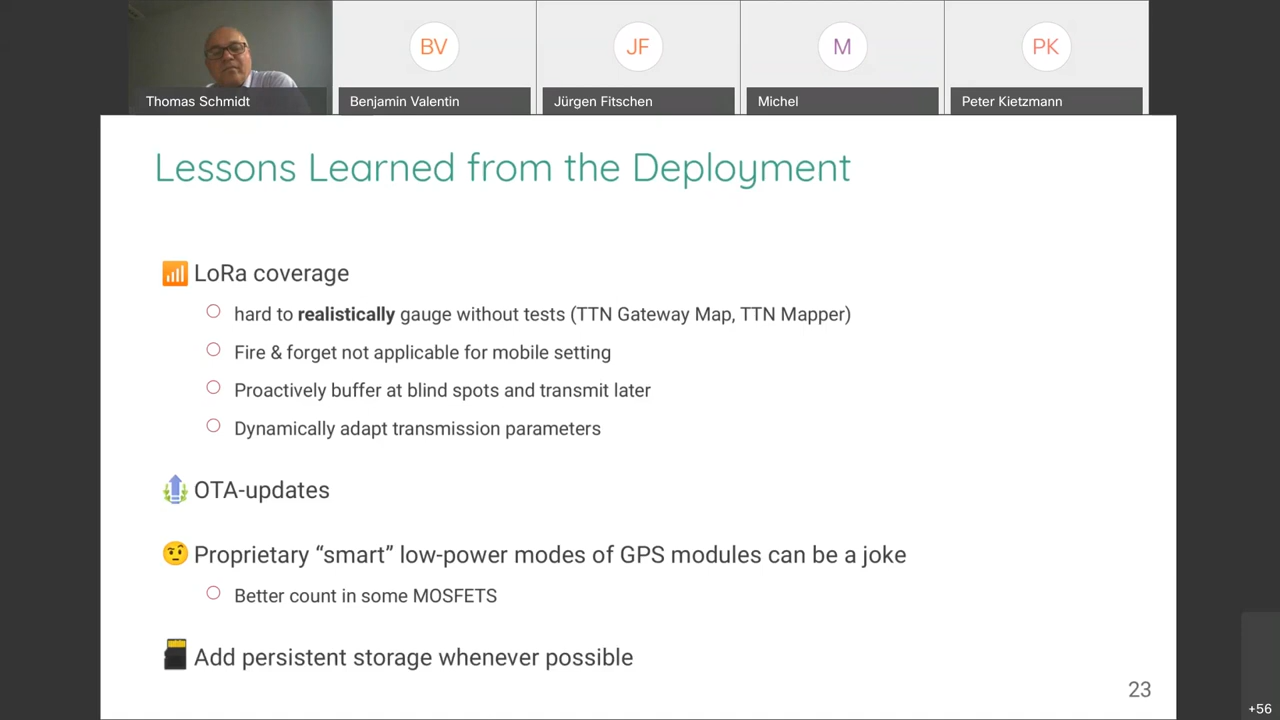 BV
JF
M
PK
Thomas Schmidt
Benjamin Valentin
Jürgen Fitschen
Michel
Peter Kietzmann
Lessons Learned from the Deployment
LoRa coverage
hard to realistically gauge without tests (TTN Gateway Map, TTN Mapper)
Fire & forget not applicable for mobile setting
Proactively buffer at blind spots and transmit later
Dynamically adapt transmission parameters
OTA-updates
Proprietary “smart” low-power modes of GPS modules can be a joke
Better count in some MOSFETS
Add persistent storage whenever possible
23
+56